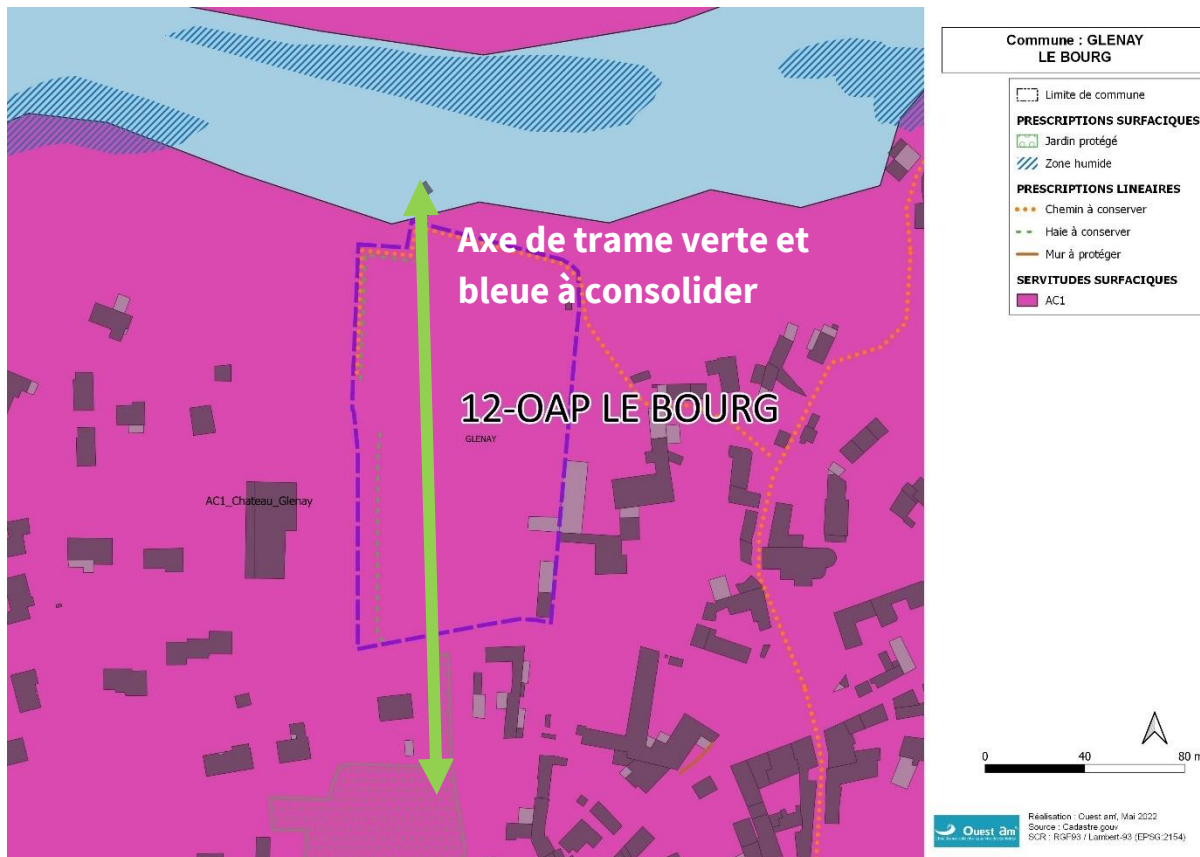 Commune : GLENAY
LE BOURG
Limite de commune
PRESCRIPTIONS SURFACIQUES
Jardin protégé
Zone humide
PRESCRIPTIONS LINEAIRES
Chemin à conserver
Haie à conserver
Mur à protéger
SERVITUDES SURFACIQUES
AC1
Axe de trame verte et
bleue à consolider
12-OAP LE BOURG
GLENAY
AC1_Chateau_Glenay
0 40 80 m
Ouest am'
Réalisation : Ouest am', Mai 2022
Source : Cadastre.gouv
SCR : RGF93 / Lambert-93 (EPSG:2154)